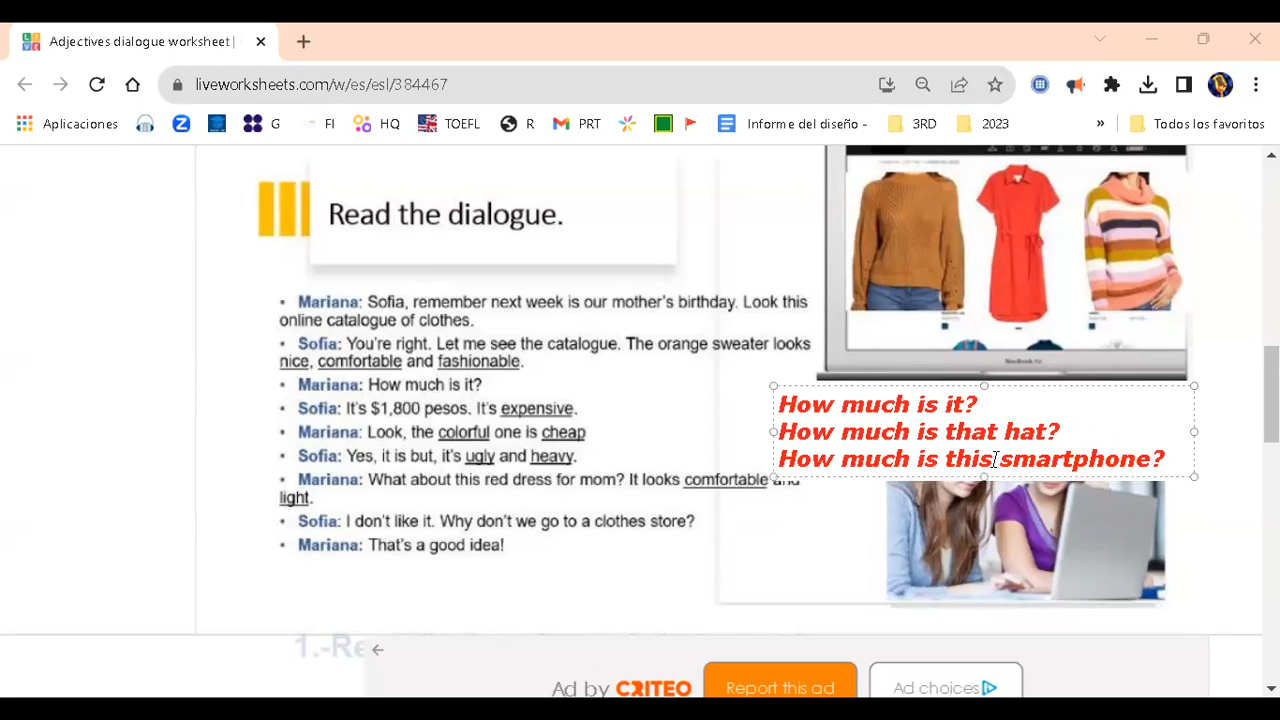 Adjectives dialogue worksheet |
liveworksheets.com/w/es/esl/384467
Aplicaciones G FI HQ TOEFL R PRT Informe del diseño - 3RD 2023 » Todos los favoritos
Read the dialogue.
• Mariana: Sofia, remember next week is our mother's birthday. Look this
online catalogue of clothes.
• Sofia: You're right. Let me see the catalogue. The orange sweater looks
nice, comfortable and fashionable.
• Mariana: How much is it?
• Sofia: It's $1,800 pesos. It's expensive.
• Mariana: Look, the colorful one is cheap
• Sofia: Yes, it is but, it's ugly and heavy.
• Mariana: What about this red dress for mom? It looks comfortable and
light.
• Sofia: I don't like it. Why don't we go to a clothes store?
• Mariana: That's a good idea!
MacBook Air
How much is it?
How much is that hat?
How much is this smartphone?
1.-Re
Ad by CRITEO
Report this ad
Ad choices